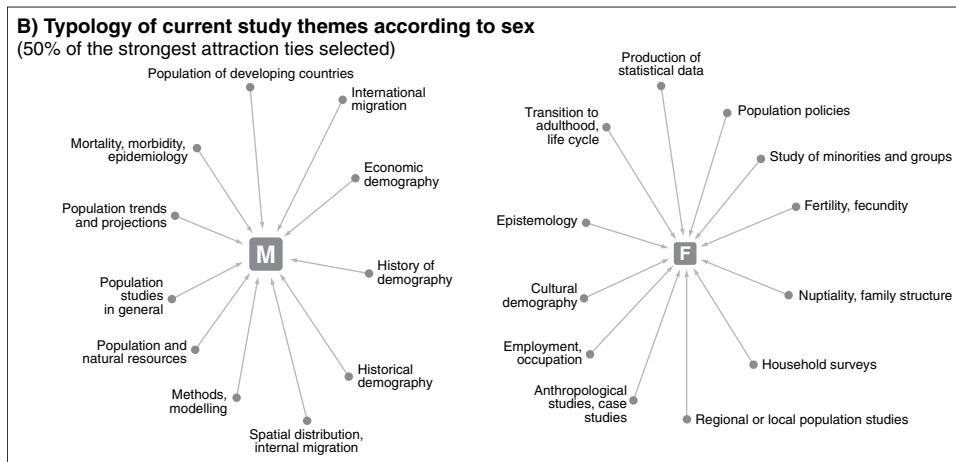 B) Typology of current study themes according to sex
(50% of the strongest attraction ties selected)
Population of developing countries
International
migration
Mortality, morbidity,
epidemiology
Economic
demography
Population trends
and projections
M
History of
demography
Population
studies
in general
Population and
natural resources
Historical
demography
Methods,
modelling
Spatial distribution,
internal migration
Production of
statistical data
Transition to
adulthood,
life cycle
Population policies
Study of minorities and groups
Epistemology
Fertility, fecundity
F
Cultural
demography
Nuptiality, family structure
Employment,
occupation
Household surveys
Anthropological
studies, case
studies
Regional or local population studies